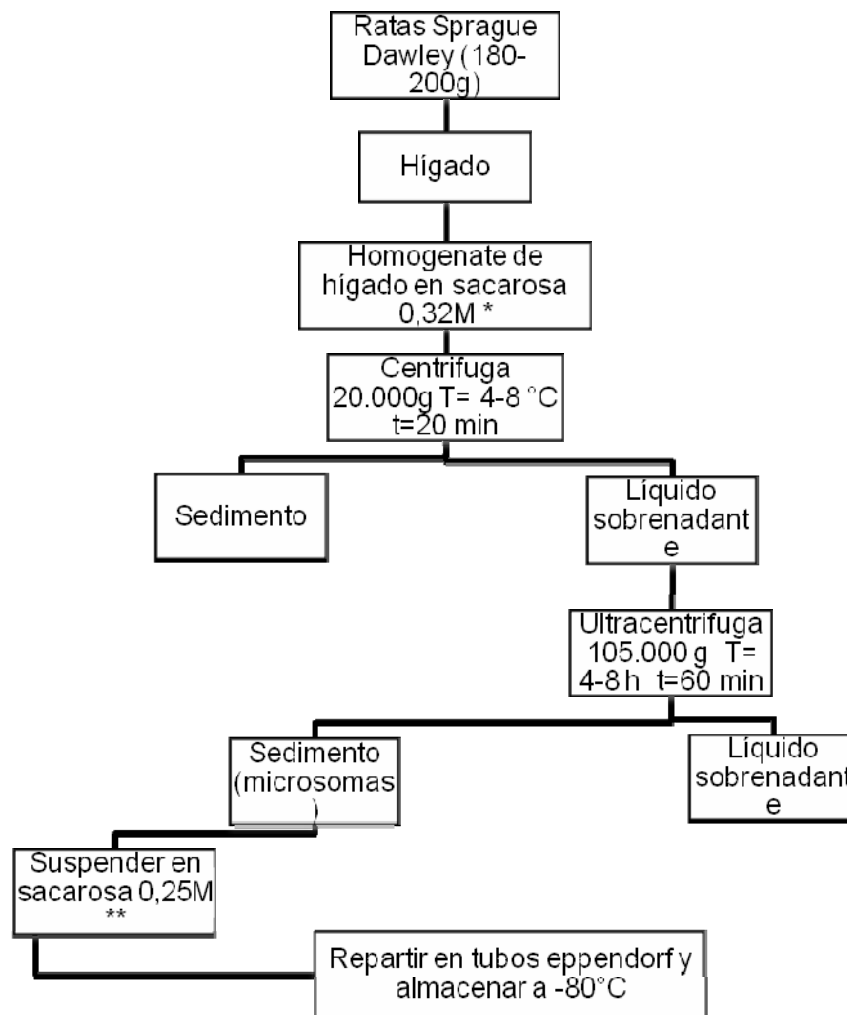 Ratas Sprague
Dawley (180-
200g)
Hígado
Homogenate de
hígado en sacarosa
0,32M *
Centrifuga
20.000g T= 4-8 °C
t=20 min
Sedimento
Líquido
sobrenadant
e
Ultracentrifuga
105.000 g T=
4-8 h t=60 min
Sedimento
(microsomas
)
Líquido
sobrenadant
e
Suspender en
sacarosa 0,25M
**
Repartir en tubos eppendorf y
almacenar a -80°C